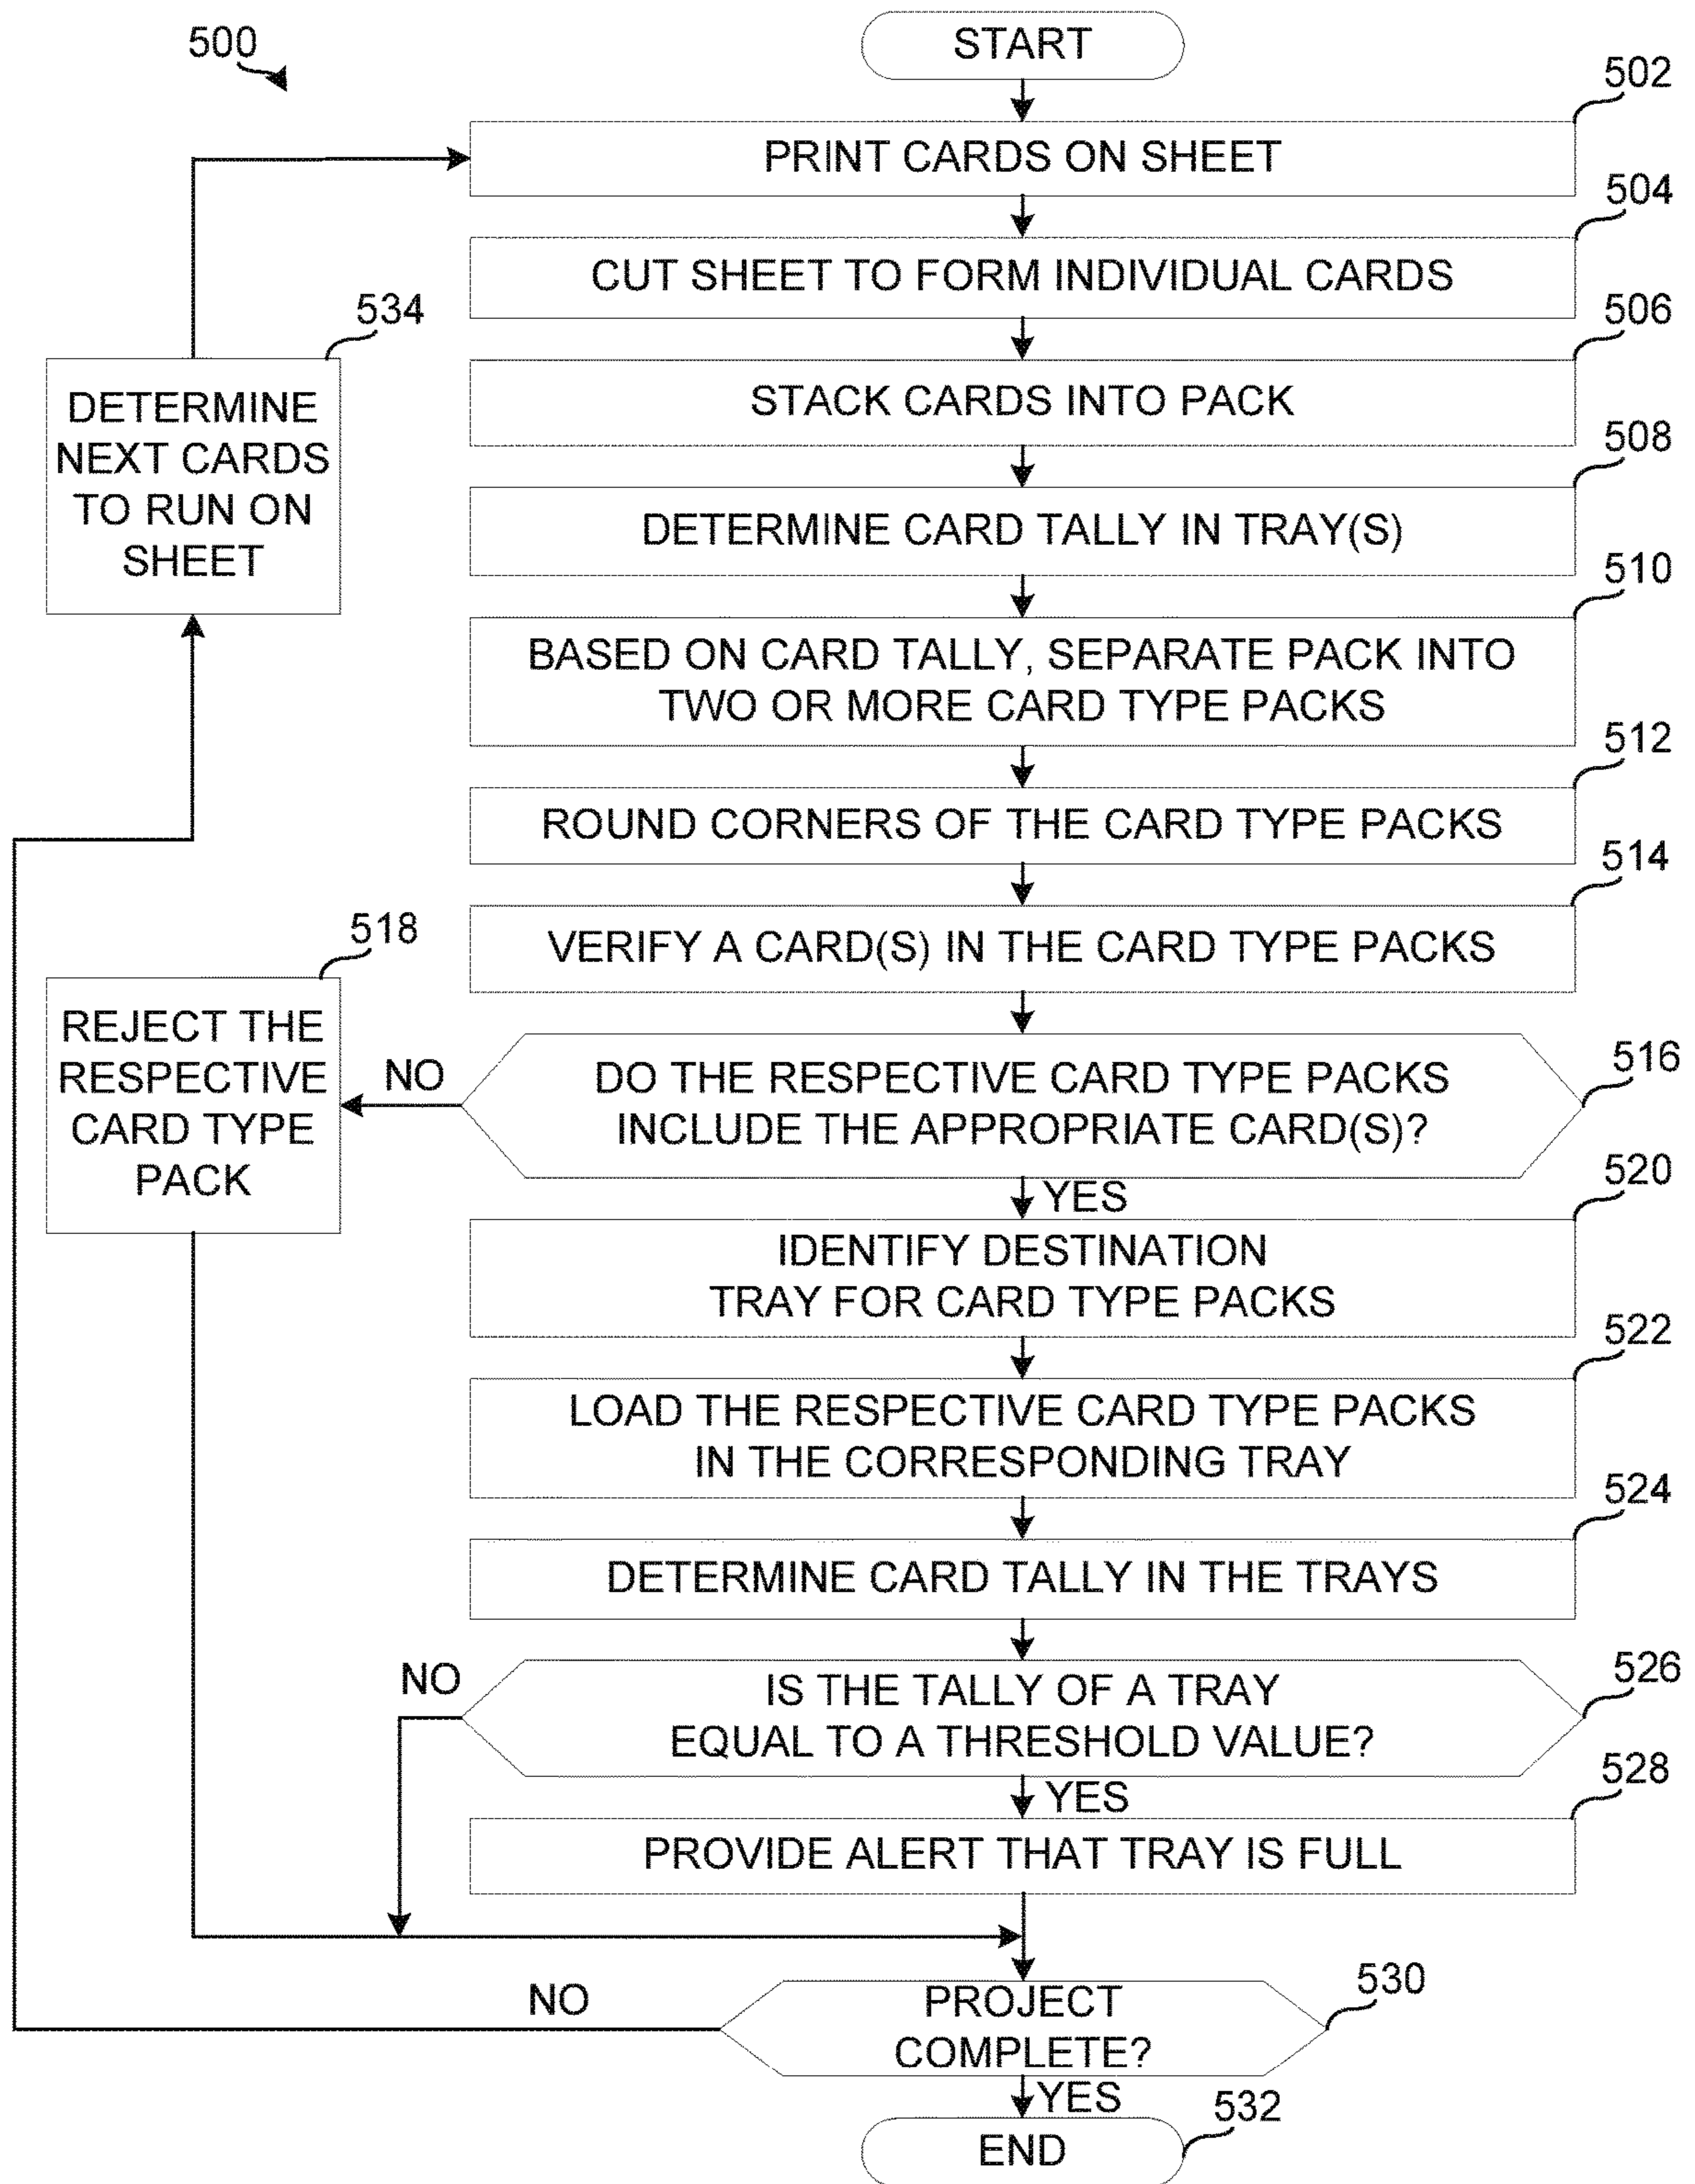 500
START
502
PRINT CARDS ON SHEET
504
CUT SHEET TO FORM INDIVIDUAL CARDS
506
STACK CARDS INTO PACK
534
DETERMINE
NEXT CARDS
TO RUN ON
SHEET
508
DETERMINE CARD TALLY IN TRAY(S)
510
BASED ON CARD TALLY, SEPARATE PACK INTO
TWO OR MORE CARD TYPE PACKS
512
ROUND CORNERS OF THE CARD TYPE PACKS
514
VERIFY A CARD(S) IN THE CARD TYPE PACKS
518
REJECT THE
RESPECTIVE
CARD TYPE
PACK
NO
516
DO THE RESPECTIVE CARD TYPE PACKS
INCLUDE THE APPROPRIATE CARD(S)?
YES
520
IDENTIFY DESTINATION
TRAY FOR CARD TYPE PACKS
522
LOAD THE RESPECTIVE CARD TYPE PACKS
IN THE CORRESPONDING TRAY
524
DETERMINE CARD TALLY IN THE TRAYS
NO
526
IS THE TALLY OF A TRAY
EQUAL TO A THRESHOLD VALUE?
YES
528
PROVIDE ALERT THAT TRAY IS FULL
NO
530
PROJECT
COMPLETE?
YES
532
END